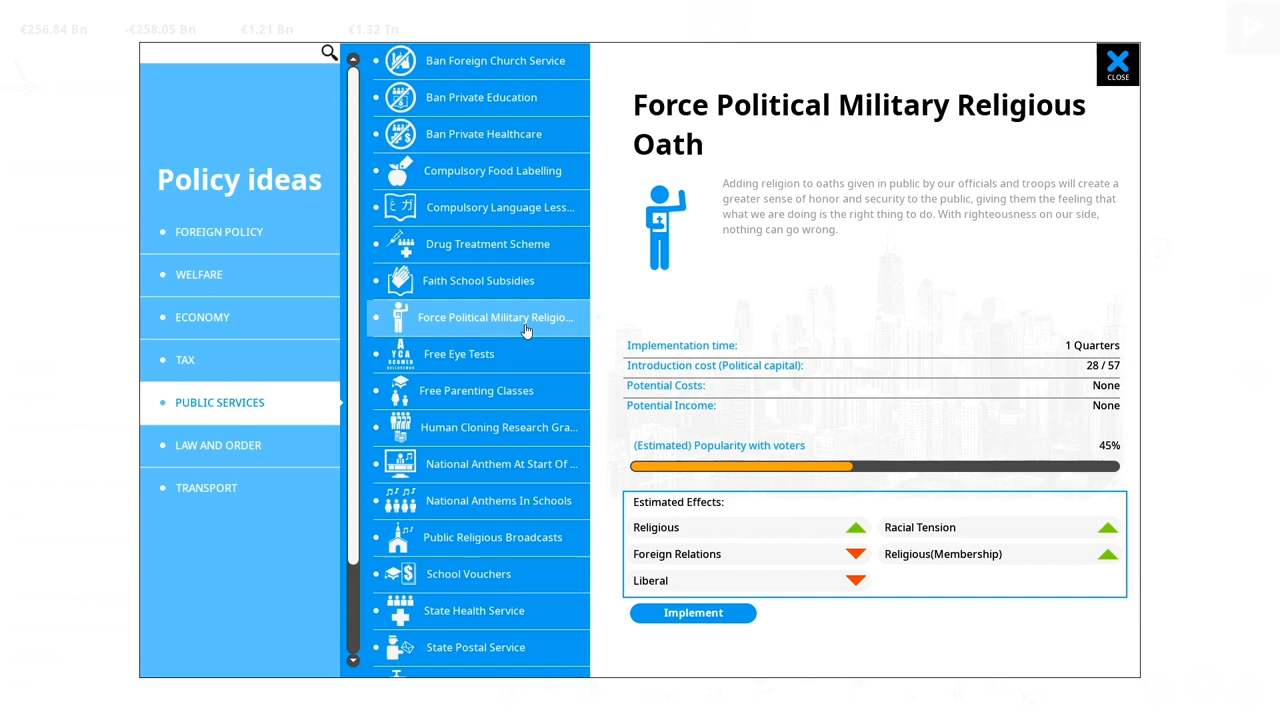 €256.84 Bn -€258.05 Bn €1.21 Bn €1.32 Tn
CLOSE
Policy ideas
FOREIGN POLICY
WELFARE
ECONOMY
TAX
PUBLIC SERVICES
LAW AND ORDER
TRANSPORT
Ban Foreign Church Service
Ban Private Education
Ban Private Healthcare
Compulsory Food Labelling
Compulsory Language Less...
Drug Treatment Scheme
Faith School Subsidies
Force Political Military Religio...
Free Eye Tests
Free Parenting Classes
Human Cloning Research Gra...
National Anthem At Start Of ...
National Anthems In Schools
Public Religious Broadcasts
School Vouchers
State Health Service
State Postal Service
Force Political Military Religious
Oath
Adding religion to oaths given in public by our officials and troops will create a
greater sense of honor and security to the public, giving them the feeling that
what we are doing is the right thing to do. With righteousness on our side,
nothing can go wrong.
Implementation time: 1 Quarters
Introduction cost (Political capital): 28 / 57
Potential Costs: None
Potential Income: None
(Estimated) Popularity with voters 45%
Estimated Effects:
Religious Racial Tension
Foreign Relations Religious(Membership)
Liberal
Implement